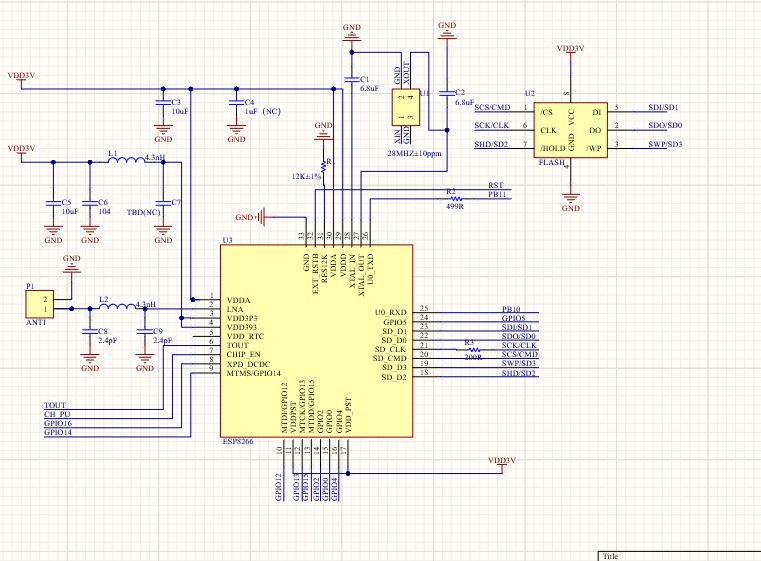 GND
GND
VDD3V
VDD3V
C1
6.8uF
GND
XOUT
2
4
U1
1
3
XIN
GND
28MHZ±10ppm
C2
6.8uF
C3
10uF
GND
C4
1uF (NC)
GND
GND
R
12K±1%
U2
8
SCS/CMD
1
/CS
VCC
DI
5
SDI/SD1
SCK/CLK
6
CLK
DO
2
SDO/SD0
SHD/SD2
7
/HOLD
GND
/WP
3
SWP/SD3
FLASH
4
GND
VDD3V
L1
4.3nH
C5
10uF
GND
C6
104
GND
C7
TBD(NC)
GND
RST
R2
PB11
499R
GND
33
32
31
30
29
28
27
26
U3
GND
EXT_RSTB
RES12K
VDDA
VDDD
XTAL_IN
XTAL_OUT
U0_TXD
GND
P1
2
1
ANTI
L2
4.3nH
C8
2.4pF
GND
C9
2.4pF
GND
1
VDDA
2
LNA
3
VDD3P3
4
VDD393
5
VDD_RTC
6
TOUT
7
CHIP_EN
8
XPD_DCDC
9
MTMS/GPIO14
U0_RXD
25
PB10
GPIO5
24
GPIO5
SD_D1
23
SDI/SD1
SD_D0
22
SDO/SD0
SD_CLK
21
R3
200R
SCK/CLK
SD_CMD
20
SCS/CMD
SD_D3
19
SWP/SD3
SD_D2
18
SHD/SD2
TOUT
CH_PU
GPIO16
GPIO14
MTDI/GPIO12
VDDPST
MTCK/GPIO13
MTDO/GPIO15
GPIO2
GPIO0
GPIO4
VDD_PST
ESP8266
10
11
12
13
14
15
16
17
VDD3V
GPIO12
GPIO13
GPIO15
GPIO2
GPIO0
GPIO4
Title